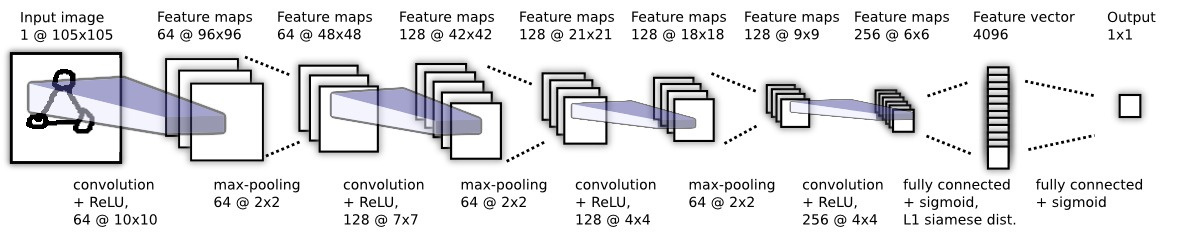 Input image
1 @ 105x105
Feature maps
64 @ 96x96
Feature maps
64 @ 48x48
Feature maps
128 @ 42x42
Feature maps
128 @ 21x21
Feature maps
128 @ 18x18
Feature maps
128 @ 9x9
Feature maps
256 @ 6x6
Feature vector
4096
Output
1x1
convolution
+ ReLU,
64 @ 10x10
max-pooling
64 @ 2x2
convolution
+ ReLU,
128 @ 7x7
max-pooling
64 @ 2x2
convolution
+ ReLU,
128 @ 4x4
max-pooling
64 @ 2x2
convolution
+ ReLU,
256 @ 4x4
fully connected
+ sigmoid,
L1 siamese dist.
fully connected
+ sigmoid